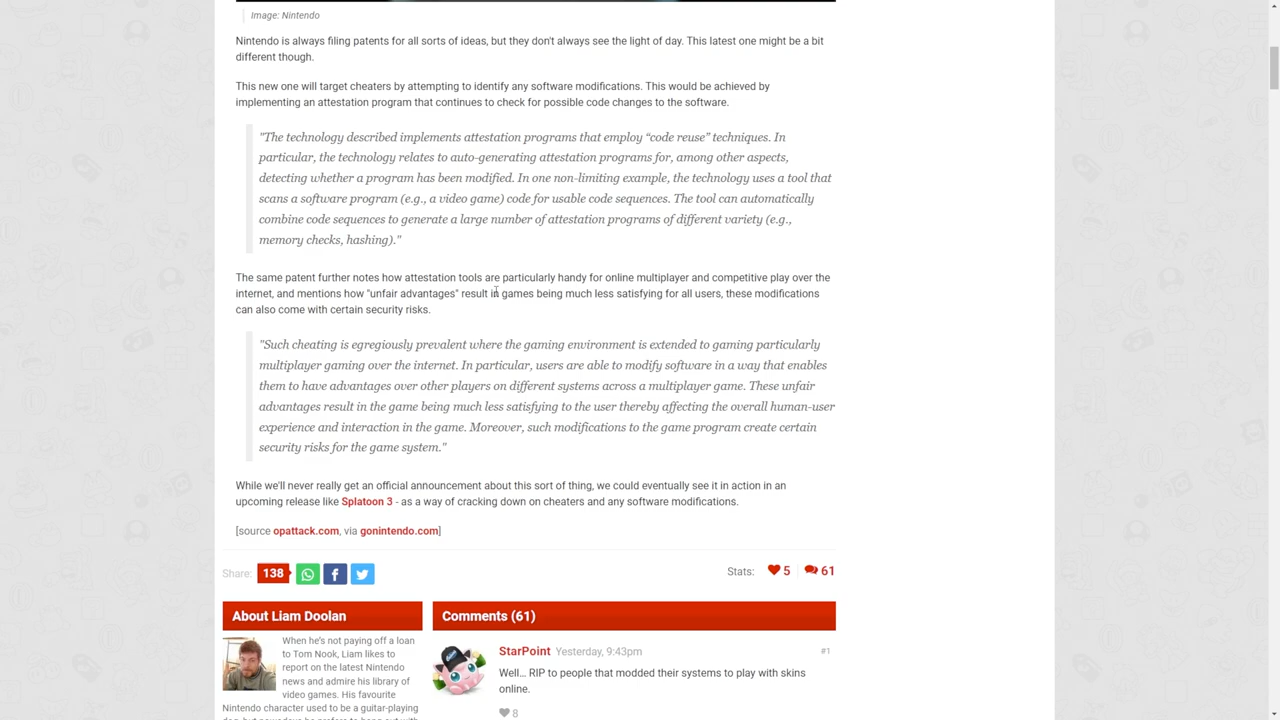 Image: Nintendo
Nintendo is always filing patents for all sorts of ideas, but they don't always see the light of day. This latest one might be a bit
different though.
This new one will target cheaters by attempting to identify any software modifications. This would be achieved by
implementing an attestation program that continues to check for possible code changes to the software.
"The technology described implements attestation programs that employ “code reuse” techniques. In
particular, the technology relates to auto-generating attestation programs for, among other aspects,
detecting whether a program has been modified. In one non-limiting example, the technology uses a tool that
scans a software program (e.g., a video game) code for usable code sequences. The tool can automatically
combine code sequences to generate a large number of attestation programs of different variety (e.g.,
memory checks, hashing)."
The same patent further notes how attestation tools are particularly handy for online multiplayer and competitive play over the
internet, and mentions how "unfair advantages" result in games being much less satisfying for all users, these modifications
can also come with certain security risks.
"Such cheating is egregiously prevalent where the gaming environment is extended to gaming particularly
multiplayer gaming over the internet. In particular, users are able to modify software in a way that enables
them to have advantages over other players on different systems across a multiplayer game. These unfair
advantages result in the game being much less satisfying to the user thereby affecting the overall human-user
experience and interaction in the game. Moreover, such modifications to the game program create certain
security risks for the game system."
While we'll never really get an official announcement about this sort of thing, we could eventually see it in action in an
upcoming release like Splatoon 3 - as a way of cracking down on cheaters and any software modifications.
[source opattack.com, via gonintendo.com]
Share: 138
Stats: 5 61
About Liam Doolan
When he's not paying off a loan
to Tom Nook, Liam likes to
report on the latest Nintendo
news and admire his library of
video games. His favourite
Nintendo character used to be a guitar-playing
Comments (61)
StarPoint Yesterday, 9:43pm #1
Well… RIP to people that modded their systems to play with skins
online.
8